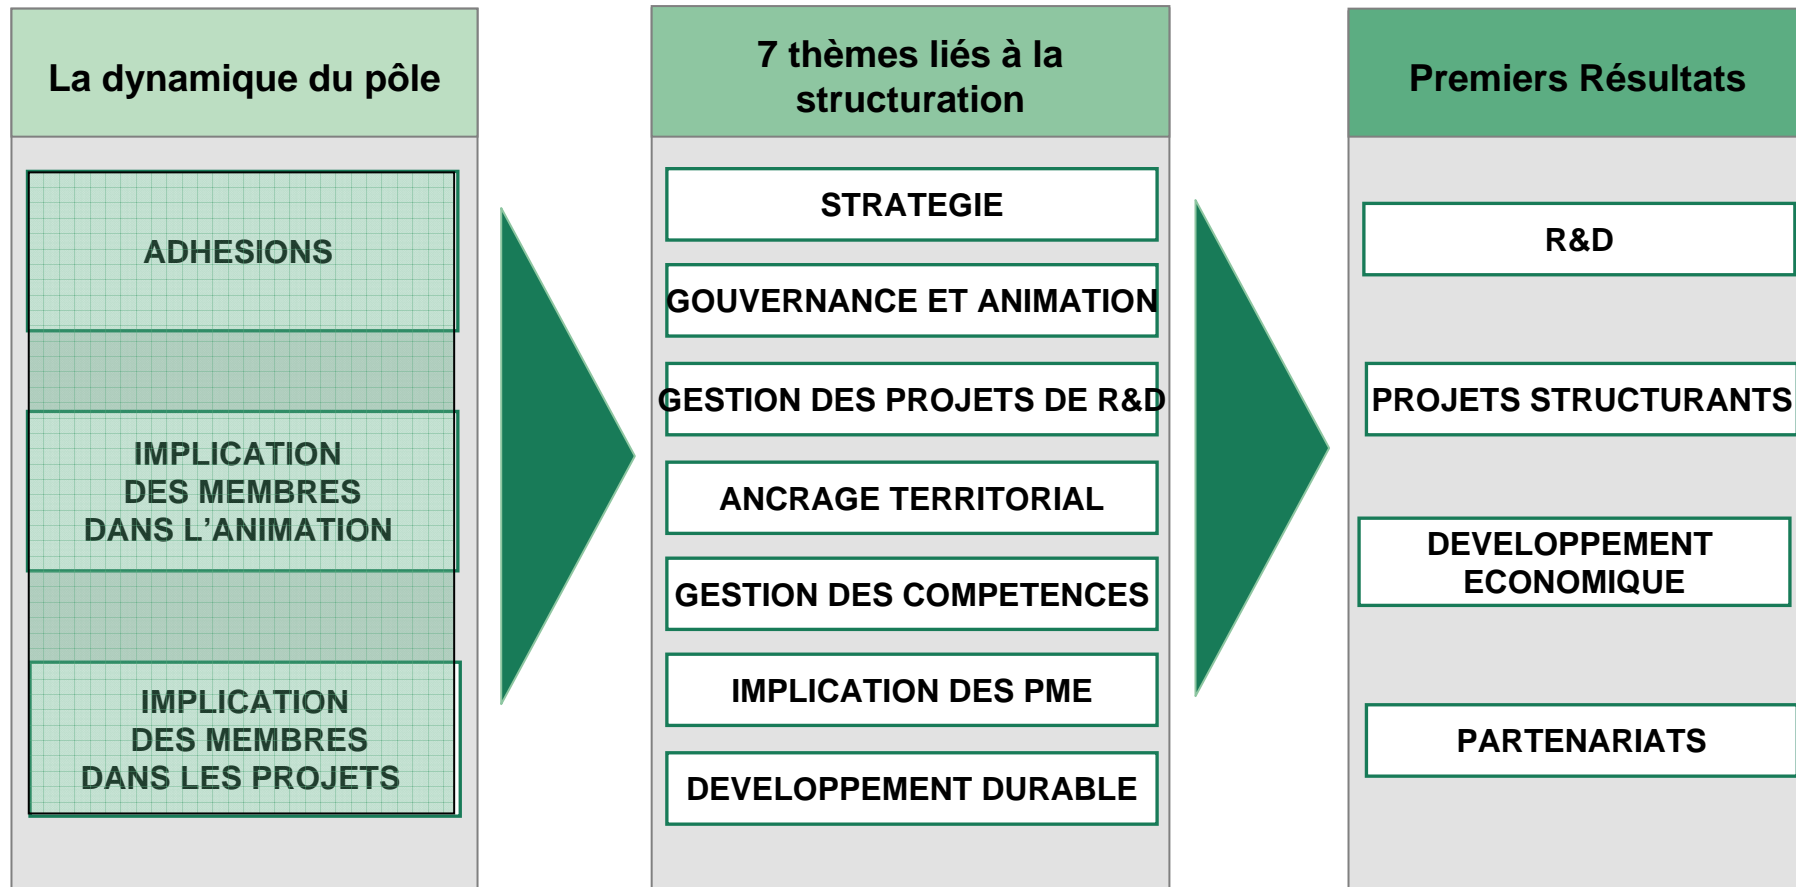 La dynamique du pôle
ADHESIONS
IMPLICATION
DES MEMBRES
DANS L’ANIMATION
IMPLICATION
DES MEMBRES
DANS LES PROJETS
7 thèmes liés à la
structuration
STRATEGIE
GOUVERNANCE ET ANIMATION
GESTION DES PROJETS DE R&D
ANCRAGE TERRITORIAL
GESTION DES COMPETENCES
IMPLICATION DES PME
DEVELOPPEMENT DURABLE
Premiers Résultats
R&D
PROJETS STRUCTURANTS
DEVELOPPEMENT
ECONOMIQUE
PARTENARIATS